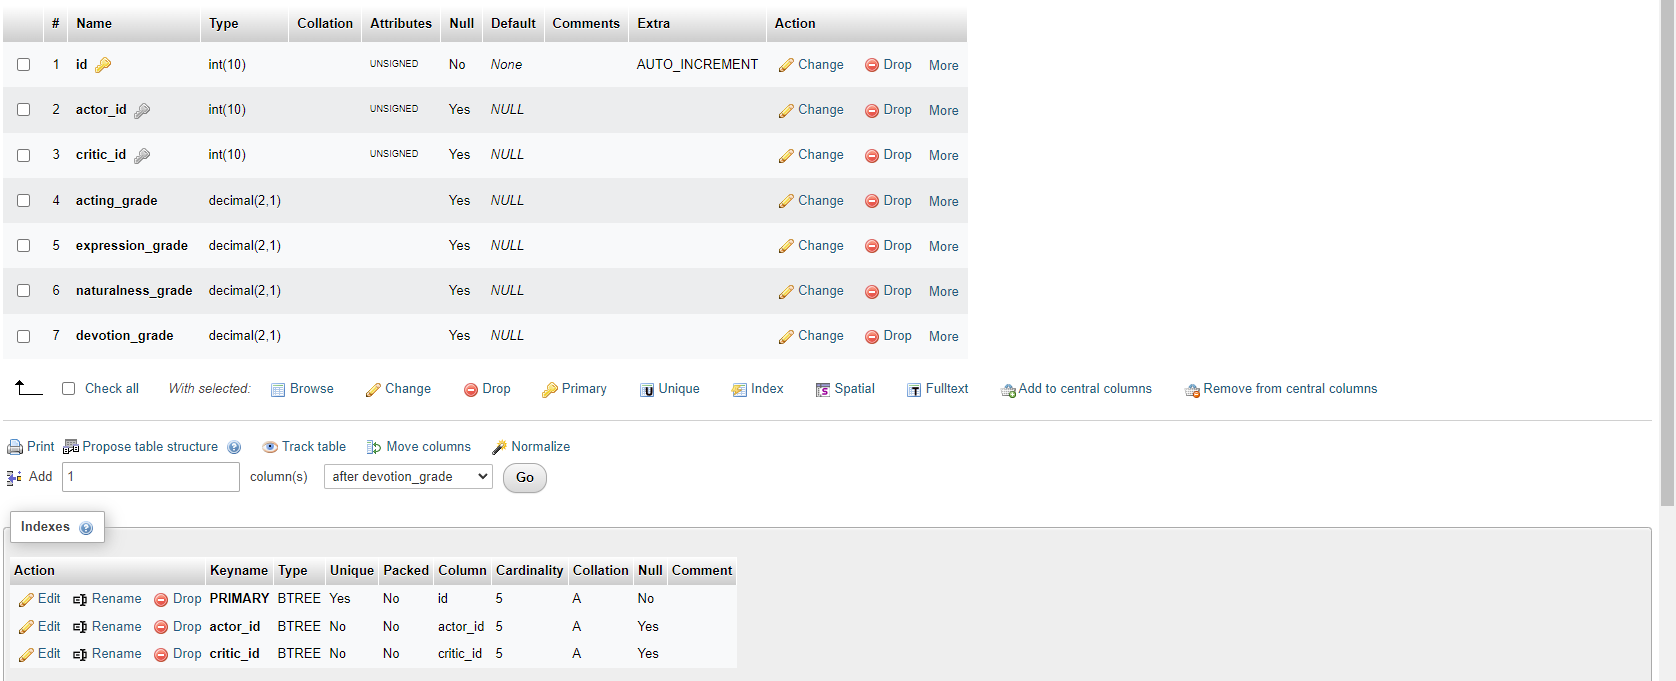 # Name Type Collation Attributes Null Default Comments Extra Action
1 id int(10) UNSIGNED No None AUTO_INCREMENT Change Drop More
2 actor_id int(10) UNSIGNED Yes NULL Change Drop More
3 critic_id int(10) UNSIGNED Yes NULL Change Drop More
4 acting_grade decimal(2,1) Yes NULL Change Drop More
5 expression_grade decimal(2,1) Yes NULL Change Drop More
6 naturalness_grade decimal(2,1) Yes NULL Change Drop More
7 devotion_grade decimal(2,1) Yes NULL Change Drop More
Check all With selected: Browse Change Drop Primary Unique Index Spatial Fulltext Add to central columns Remove from central columns
Print Propose table structure Track table Move columns Normalize
Add 1 column(s) after devotion_grade Go
Indexes
Action Keyname Type Unique Packed Column Cardinality Collation Null Comment
Edit Rename Drop PRIMARY BTREE Yes No id 5 A No
Edit Rename Drop actor_id BTREE No No actor_id 5 A Yes
Edit Rename Drop critic_id BTREE No No critic_id 5 A Yes